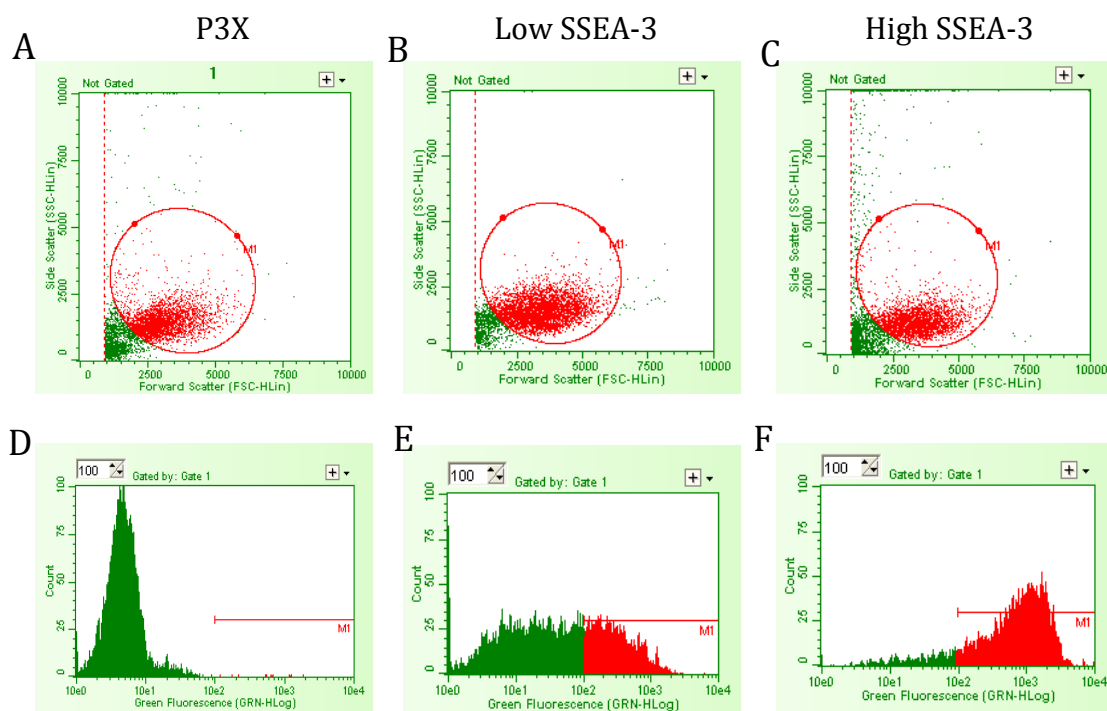 P3X
Low SSEA-3
High SSEA-3
A
1
Not Gated
+
10000
7500
5000
2500
0
Side Scatter (SSC-HLin)
M1
0 2500 5000 7500 10000
Forward Scatter (FSC-HLin)
B
Not Gated
+
10000
7500
5000
2500
0
Side Scatter (SSC-HLin)
M1
0 2500 5000 7500 10000
Forward Scatter (FSC-HLin)
C
Not Gated
+
10000
7500
5000
2500
0
Side Scatter (SSC-HLin)
M1
0 2500 5000 7500 10000
Forward Scatter (FSC-HLin)
D
100
Gated by: Gate 1
+
100
75
50
25
0
Count
M1
10e0 10e1 10e2 10e3 10e4
Green Fluorescence (GRN-HLog)
E
100
Gated by: Gate 1
+
100
75
50
25
0
Count
M1
10e0 10e1 10e2 10e3 10e4
Green Fluorescence (GRN-HLog)
F
100
Gated by: Gate 1
+
100
75
50
25
0
Count
M1
10e0 10e1 10e2 10e3 10e4
Green Fluorescence (GRN-HLog)